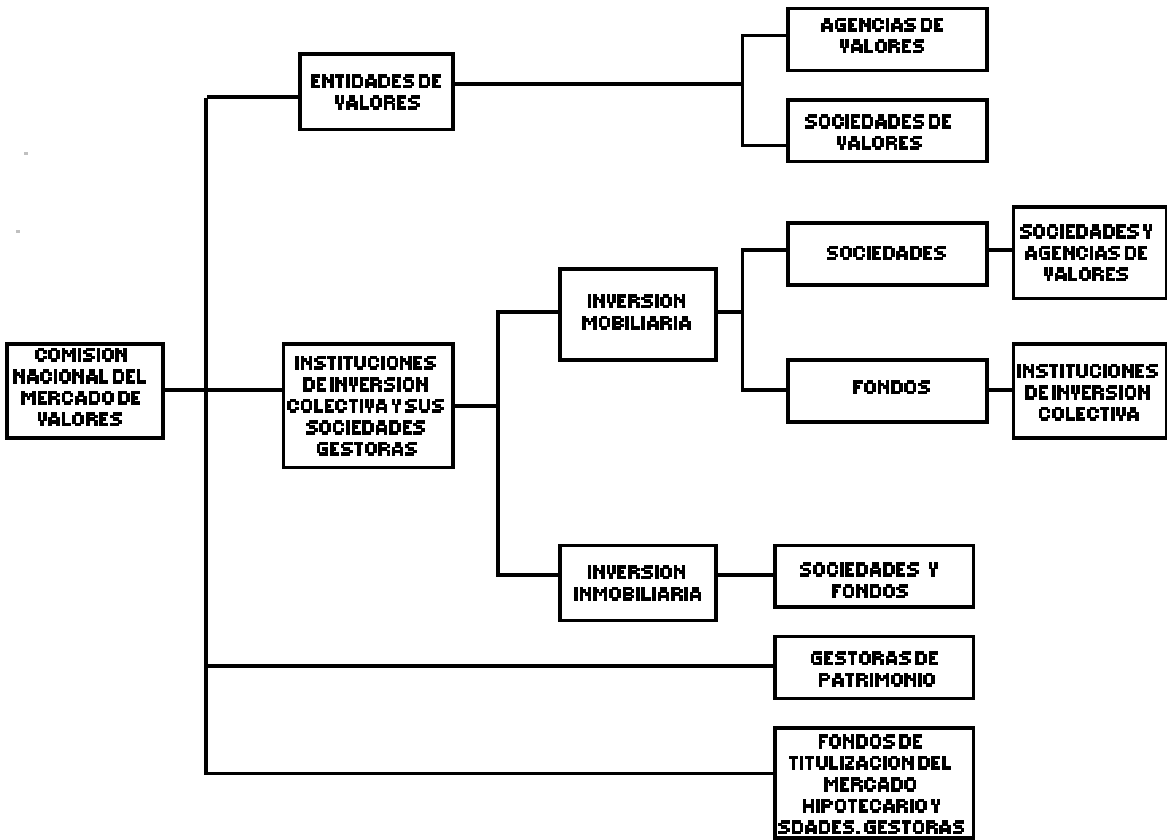 AGENCIAS DE
VALORES
ENTIDADES DE
VALORES
SOCIEDADES DE
VALORES
SOCIEDADES
SOCIEDADES Y
AGENCIAS DE
VALORES
INVERSION
MOBILIARIA
COMISION
NACIONAL DEL
MERCADO DE
VALORES
INSTITUCIONES
DE INVERSION
COLECTIVA Y SUS
SOCIEDADES
GESTORAS
FONDOS
INSTITUCIONES
DE INVERSION
COLECTIVA
INVERSION
INMOBILIARIA
SOCIEDADES Y
FONDOS
GESTORAS DE
PATRIMONIO
FONDOS DE
TITULIZACION DEL
MERCADO
HIPOTECARIO Y
SDADES. GESTORAS